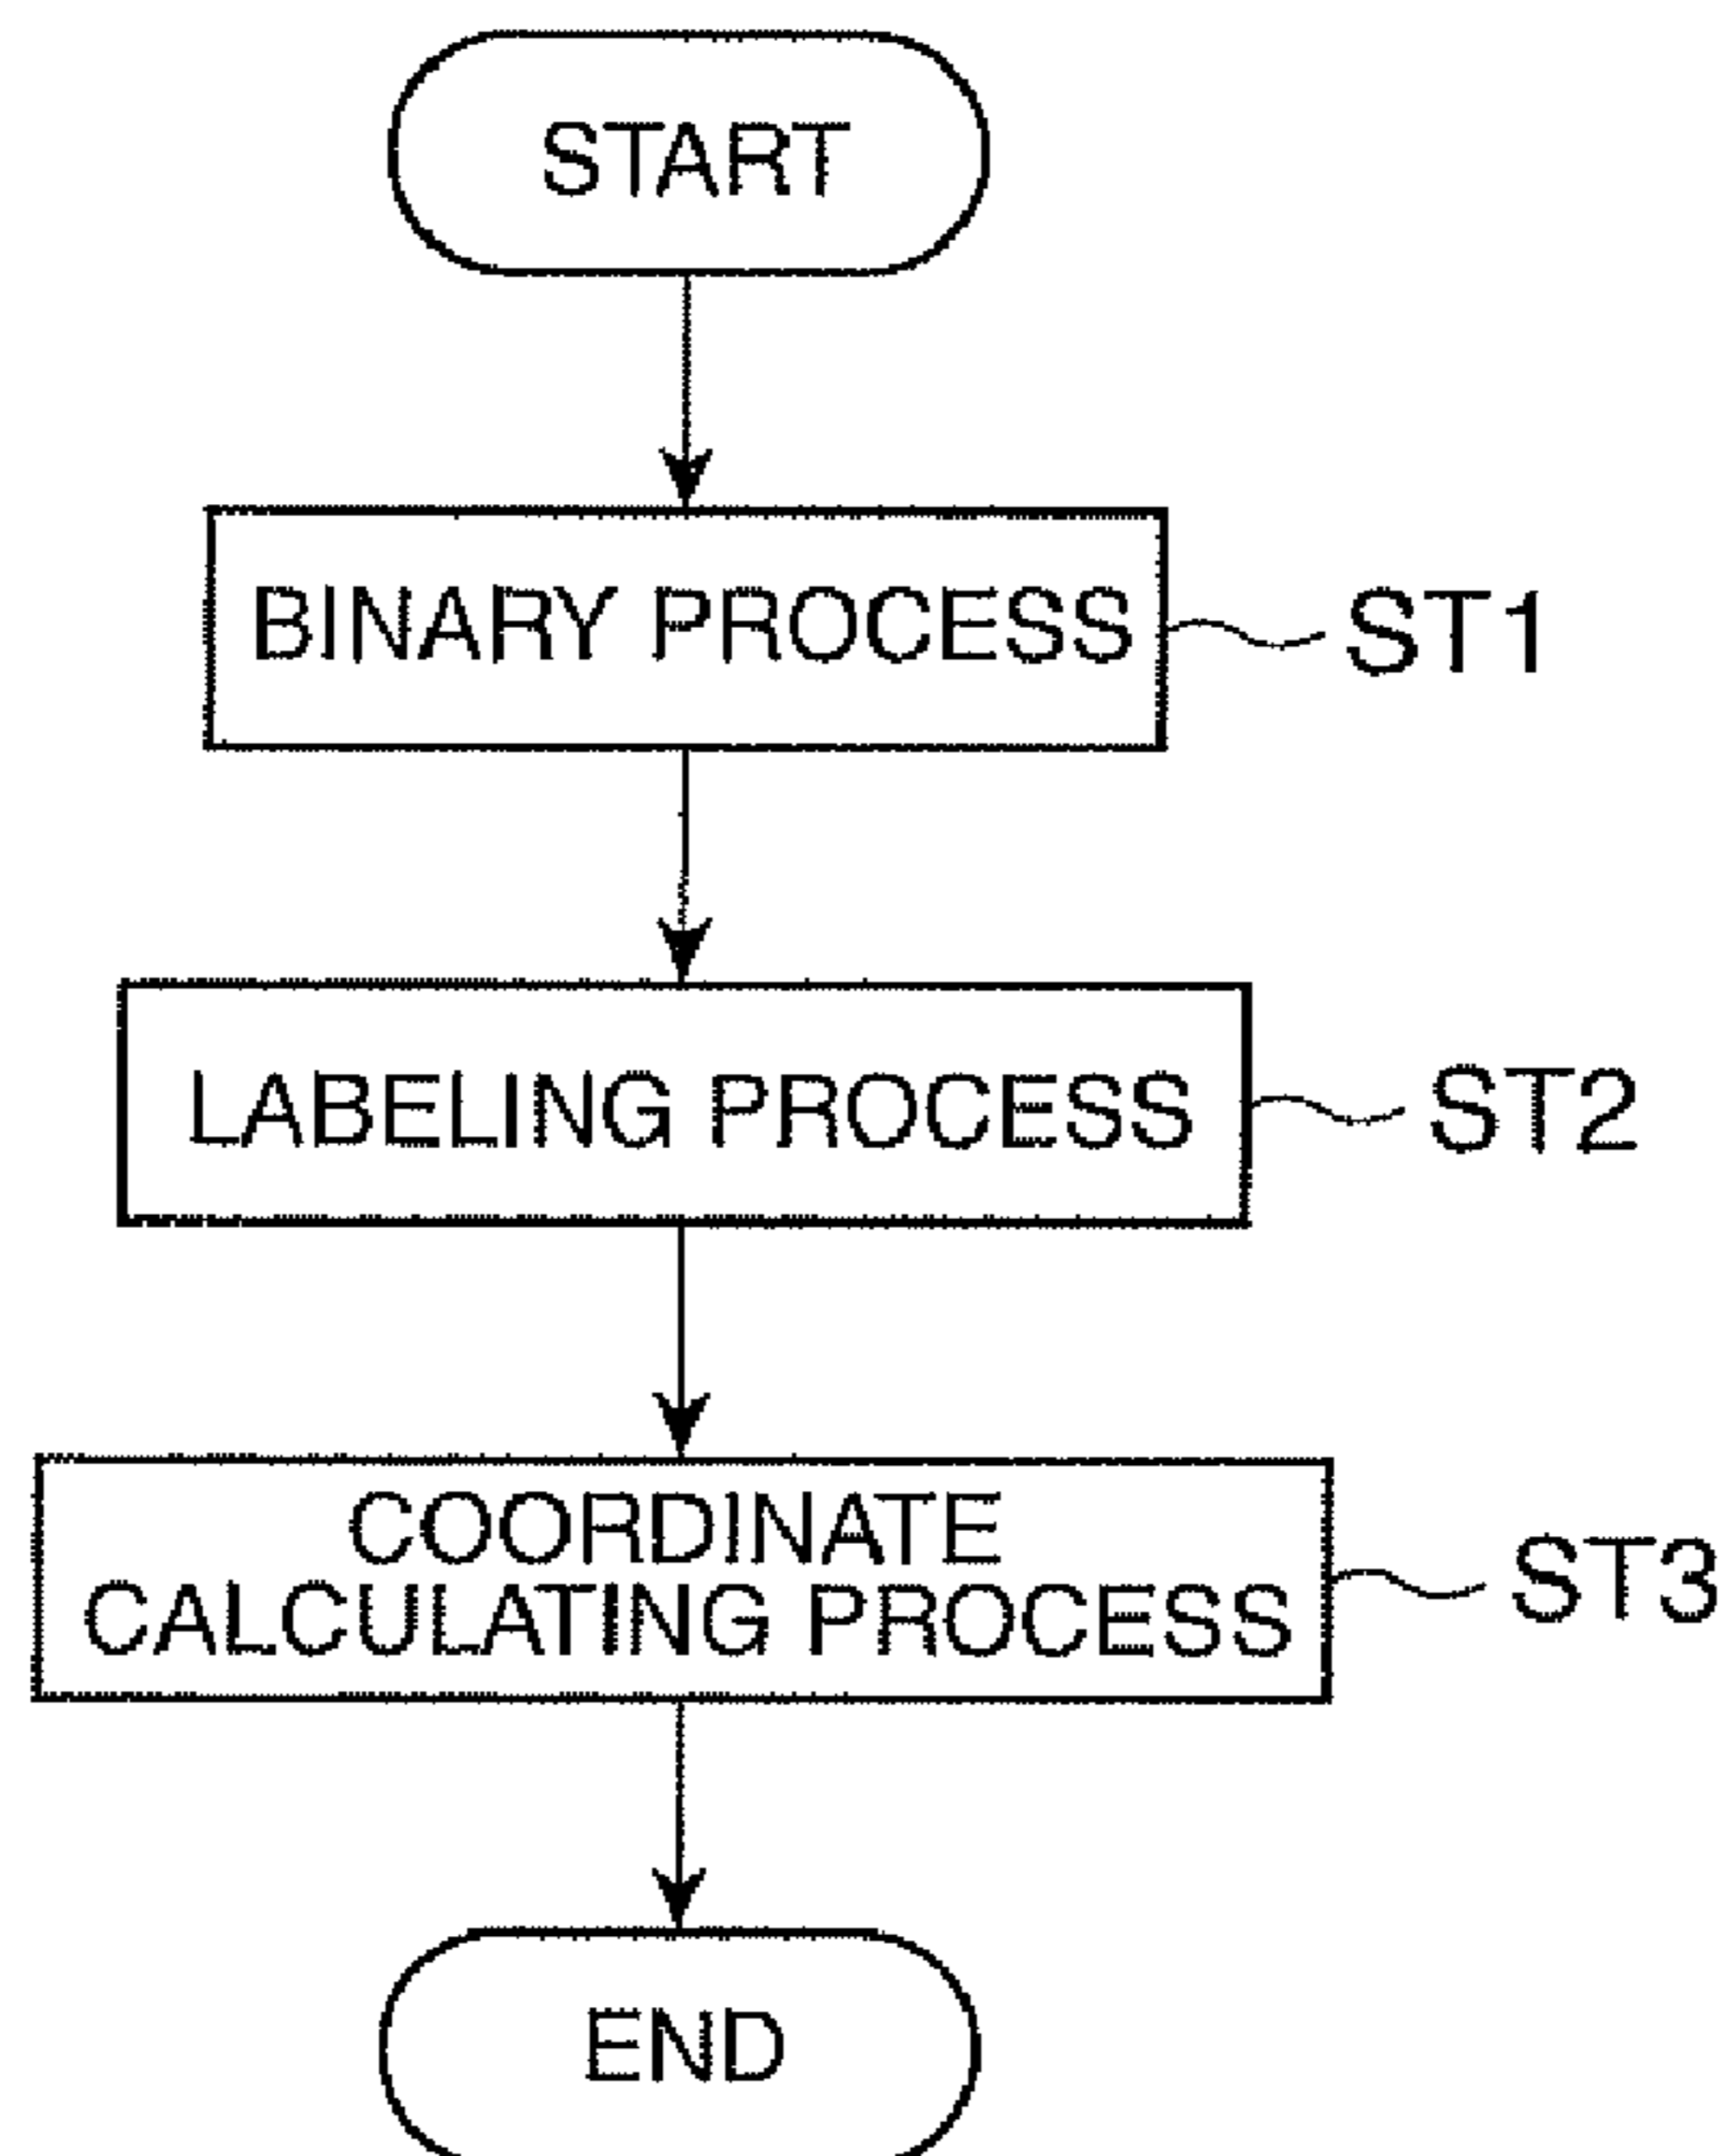 START
BINARY PROCESS
ST1
LABELING PROCESS
ST2
COORDINATE
CALCULATING PROCESS
ST3
END